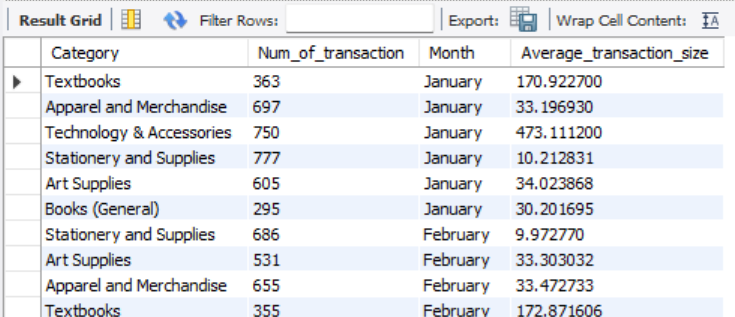 Result Grid Filter Rows: Export: Wrap Cell Content: IA
Category Num_of_transaction Month Average_transaction_size
Textbooks 363 January 170.922700
Apparel and Merchandise 697 January 33.196930
Technology & Accessories 750 January 473.111200
Stationery and Supplies 777 January 10.212831
Art Supplies 605 January 34.023868
Books (General) 295 January 30.201695
Stationery and Supplies 686 February 9.972770
Art Supplies 531 February 33.303032
Apparel and Merchandise 655 February 33.472733
Textbooks 355 February 172.871606